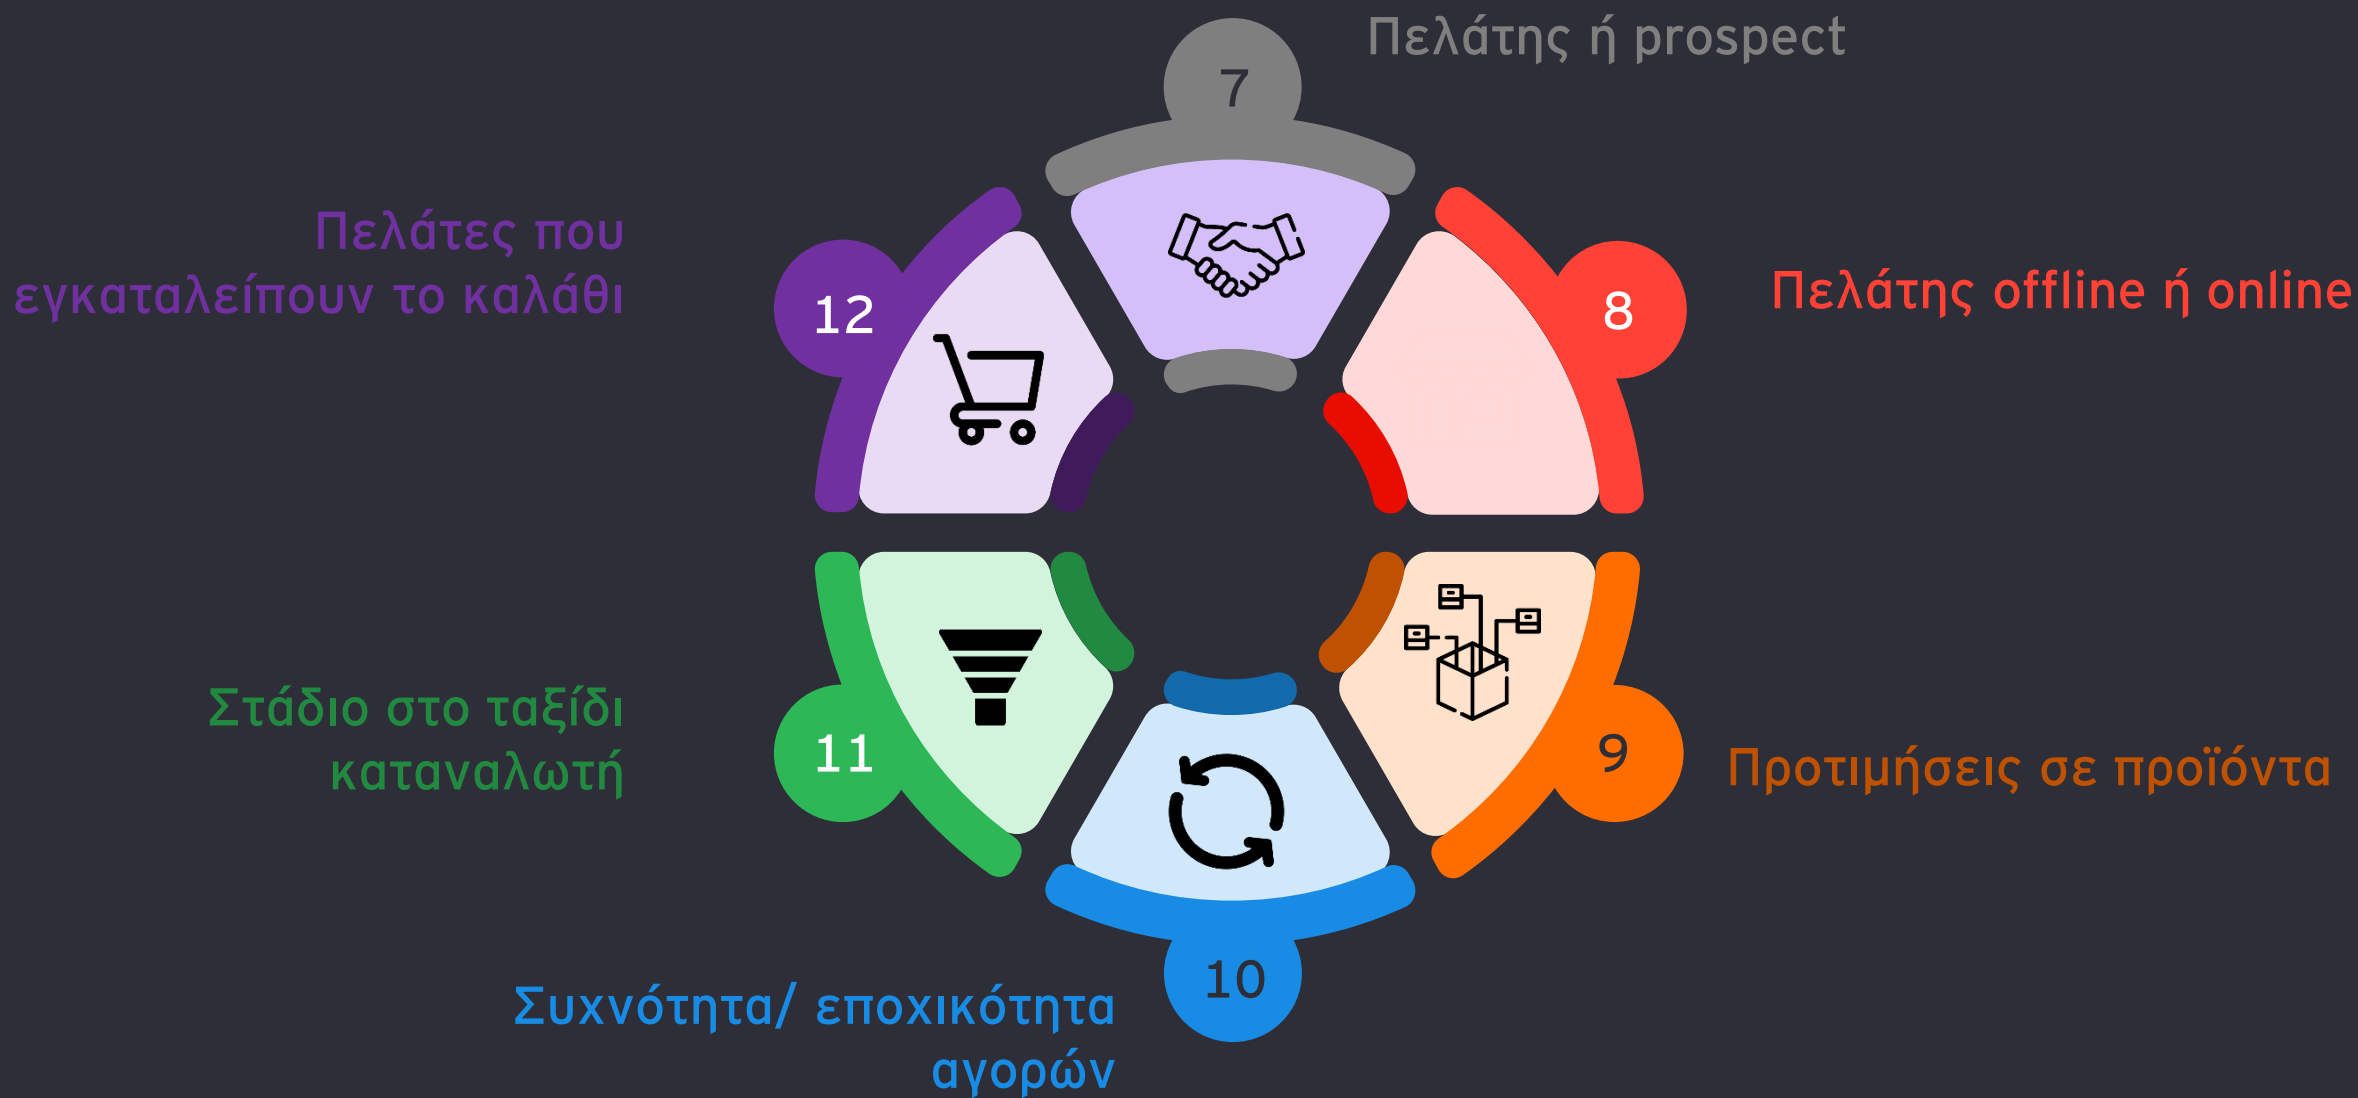 7
Πελάτης ή prospect
8
Πελάτης offline ή online
9
Προτιμήσεις σε προϊόντα
10
Συχνότητα/ εποχικότητα
αγορών
11
Στάδιο στο ταξίδι
καταναλωτή
12
Πελάτες που
εγκαταλείπουν το καλάθι